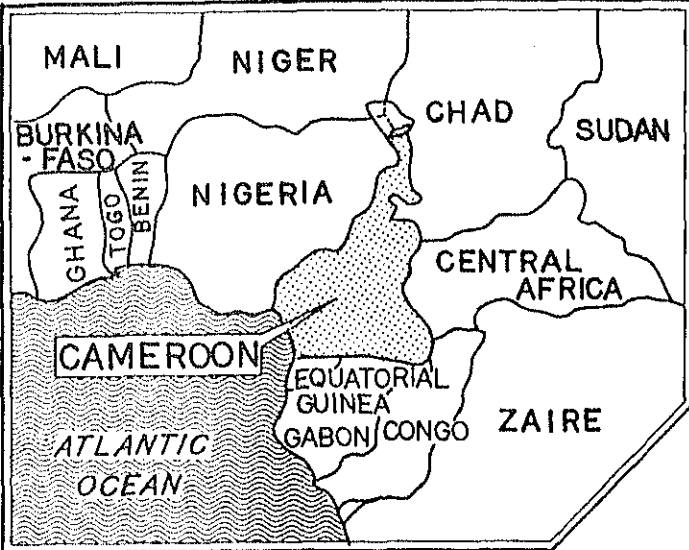 MALI
NIGER
CHAD
SUDAN
BURKINA
- FASO
GHANA
TOGO
BENIN
NIGERIA
CENTRAL
AFRICA
CAMEROON
EQUATORIAL
GUINEA
GABON
CONGO
ZAIRE
ATLANTIC
OCEAN